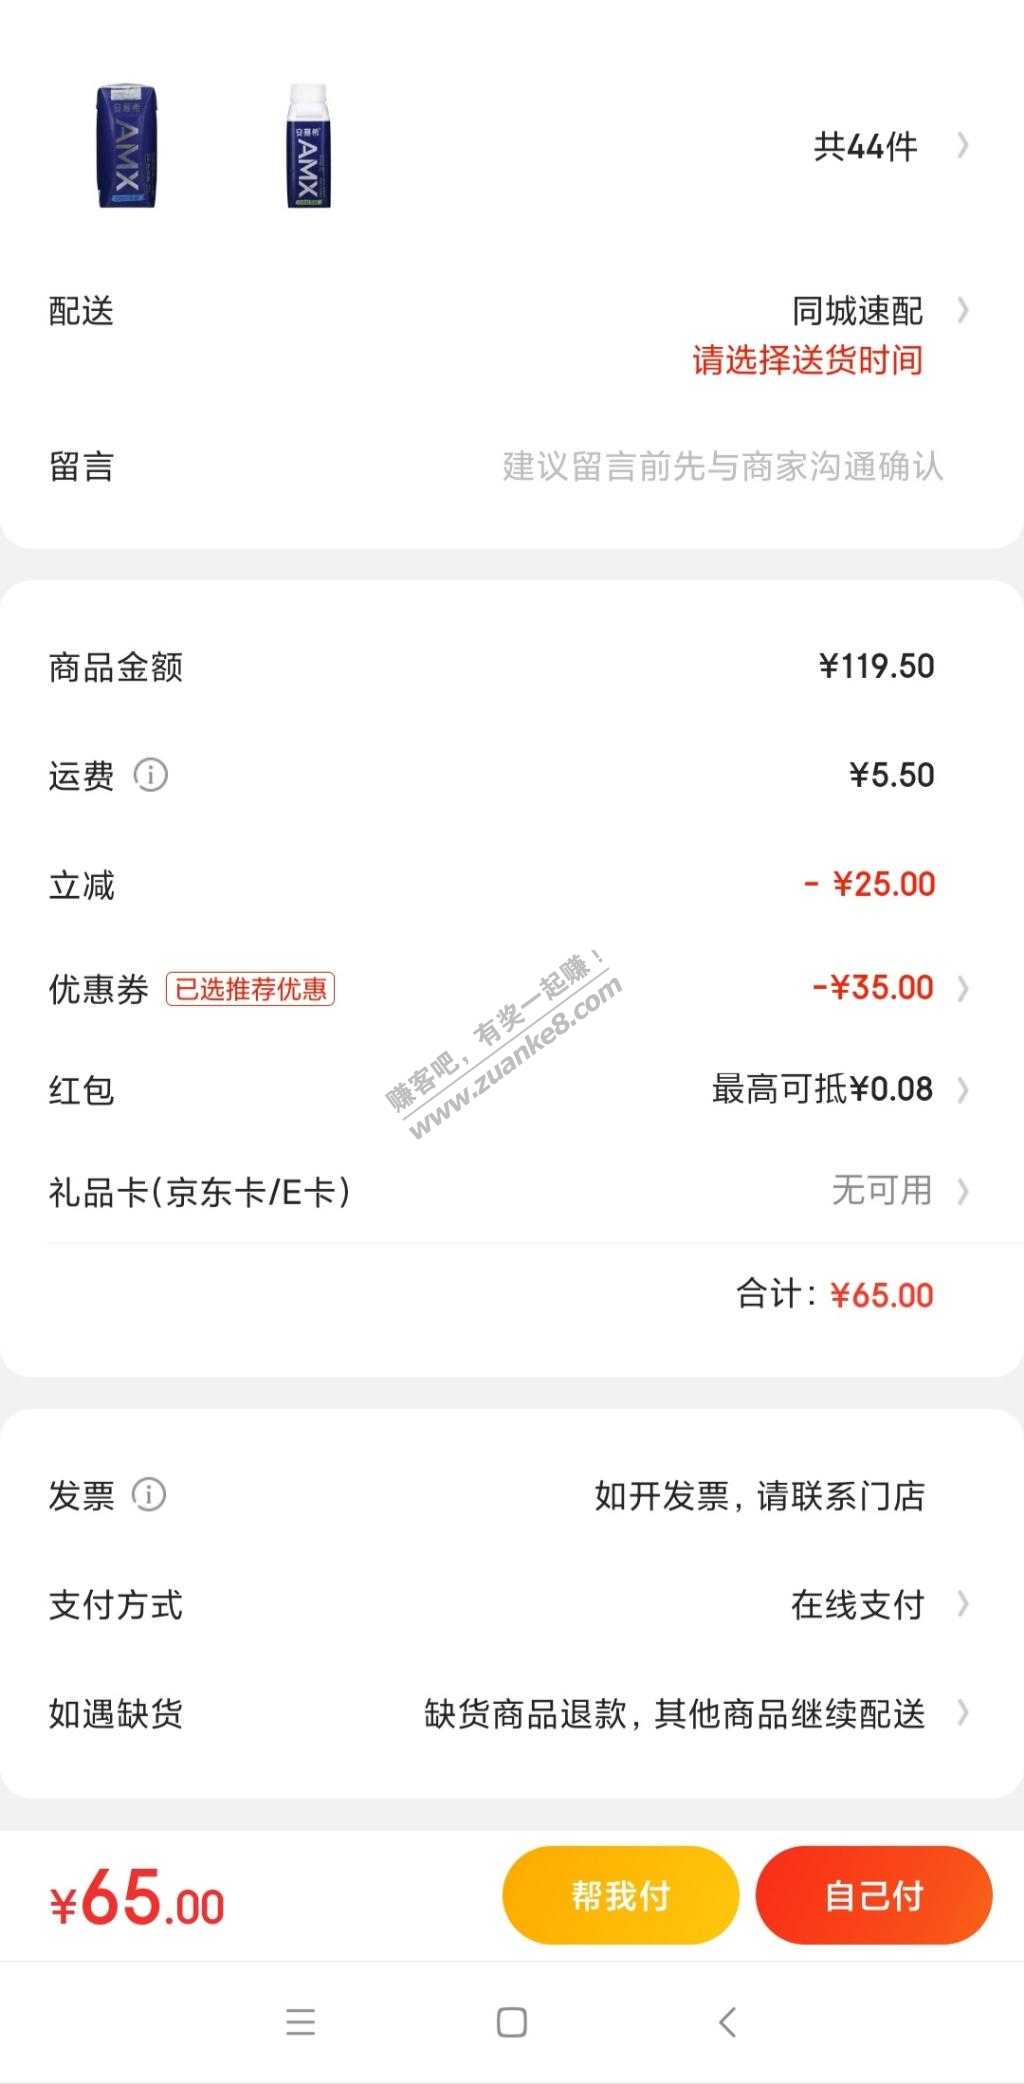 安慕希
AMX
安慕希
AMX
共44件
配送
同城速配
请选择送货时间
留言
建议留言前先与商家沟通确认
商品金额
¥119.50
运费
¥5.50
立减
- ¥25.00
优惠券 已选推荐优惠
-¥35.00
红包
最高可抵¥0.08
礼品卡(京东卡/E卡)
无可用
合计: ¥65.00
赚客吧,有奖一起赚!
www.zuanke8.com
发票
如开发票, 请联系门店
支付方式
在线支付
如遇缺货
缺货商品退款, 其他商品继续配送
¥65.00
帮我付
自己付